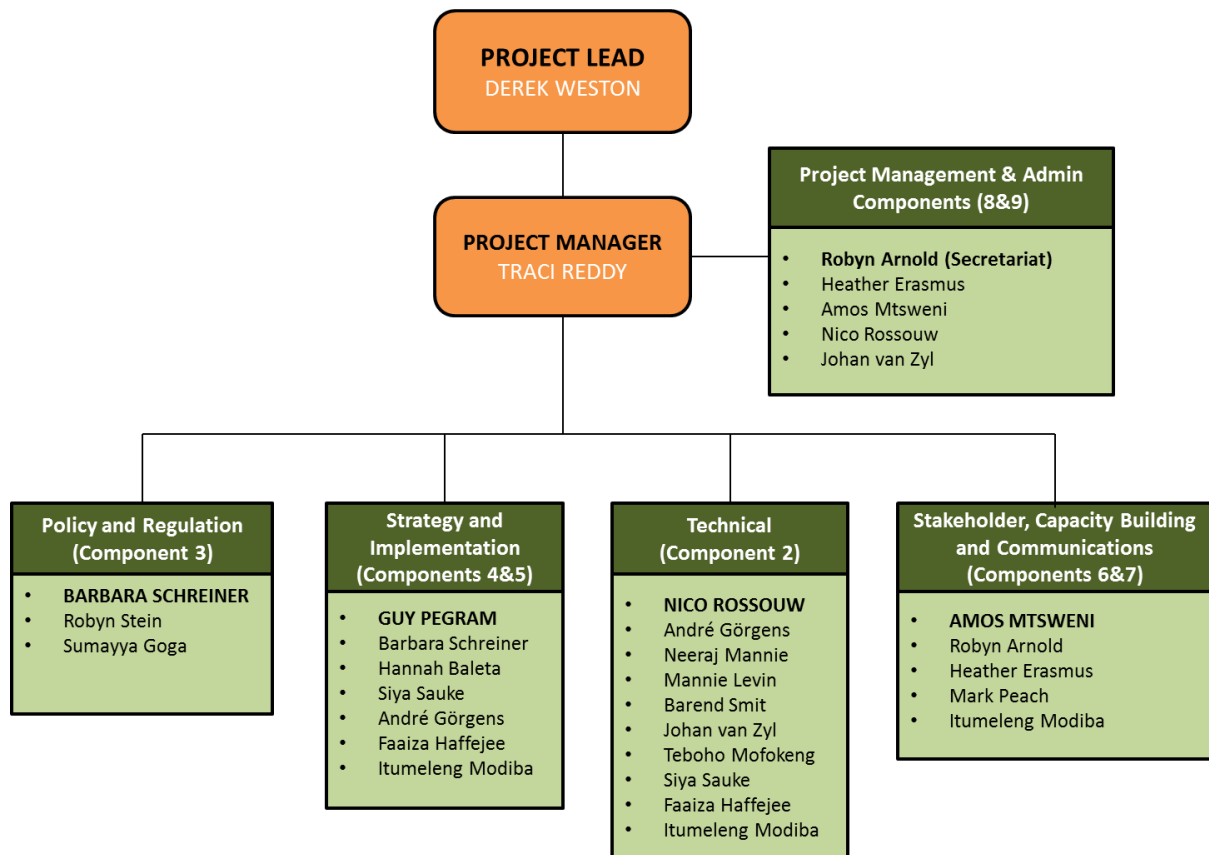 PROJECT LEAD
DEREK WESTON
PROJECT MANAGER
TRACI REDDY
Project Management & Admin
Components (8&9)
• Robyn Arnold (Secretariat)
• Heather Erasmus
• Amos Mtsweni
• Nico Rossouw
• Johan van Zyl
Policy and Regulation
(Component 3)
• BARBARA SCHREINER
• Robyn Stein
• Sumayya Goga
Strategy and
Implementation
(Components 4&5)
• GUY PEGRAM
• Barbara Schreiner
• Hannah Baleta
• Siya Sauke
• André Görgens
• Faaiza Haffejee
• Itumeleng Modiba
Technical
(Component 2)
• NICO ROSSOUW
• André Görgens
• Neeraj Mannie
• Mannie Levin
• Barend Smit
• Johan van Zyl
• Teboho Mofokeng
• Siya Sauke
• Faaiza Haffejee
• Itumeleng Modiba
Stakeholder, Capacity Building
and Communications
(Components 6&7)
• AMOS MTSWENI
• Robyn Arnold
• Heather Erasmus
• Mark Peach
• Itumeleng Modiba